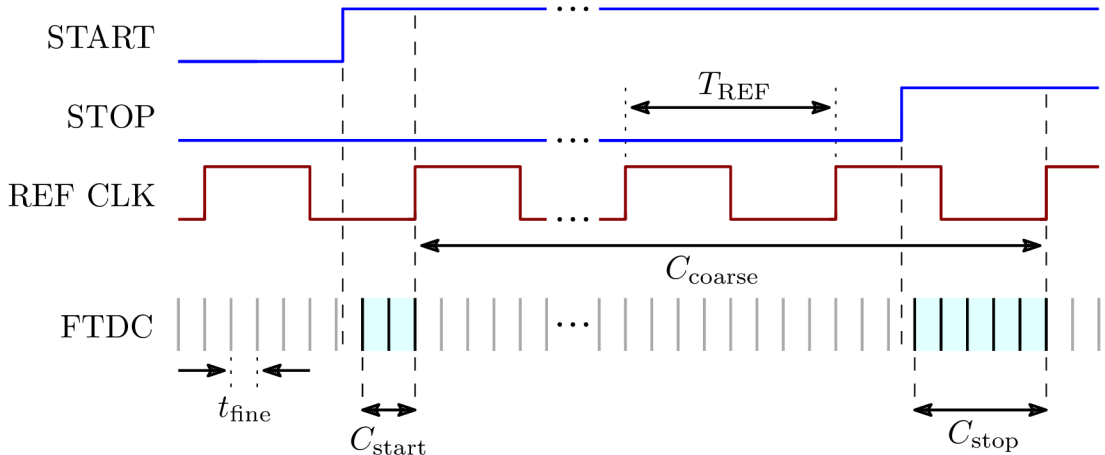 START
STOP
T_REF
REF CLK
C_coarse
FTDC
t_fine
C_start
C_stop